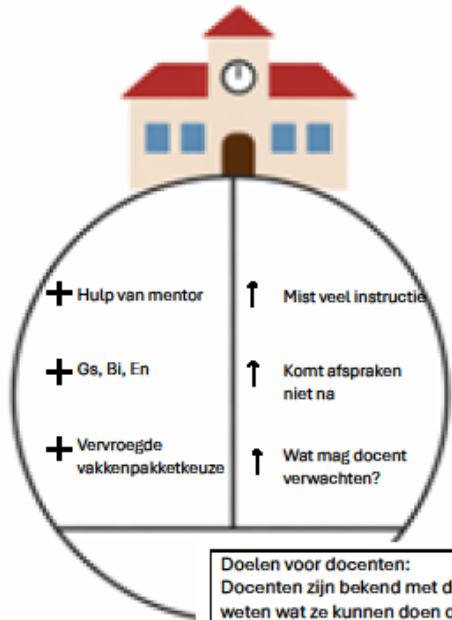 + Hulp van mentor
+ Gs, Bi, En
+ Vervroegde
vakkenpakketkeuze
↑ Mist veel instructie
↑ Komt afspraken
niet na
↑ Wat mag docent
verwachten?
Doelen voor docenten:
Docenten zijn bekend met d
weten wat ze kunnen doen o